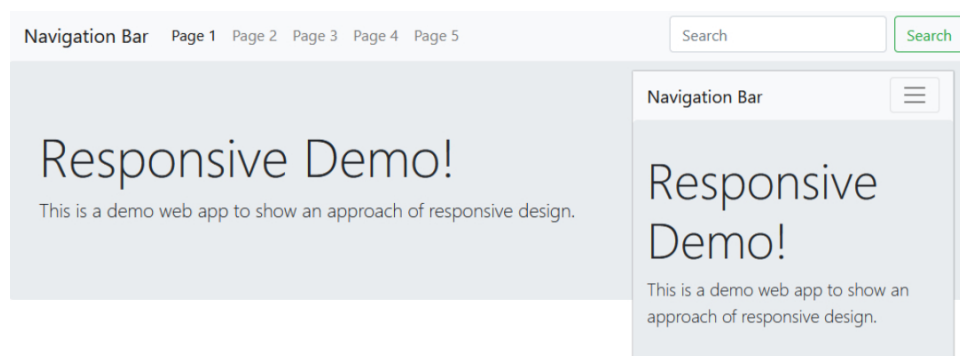 Navigation Bar Page 1 Page 2 Page 3 Page 4 Page 5 Search Search
Responsive Demo!
This is a demo web app to show an approach of responsive design.
Navigation Bar
Responsive
Demo!
This is a demo web app to show an
approach of responsive design.